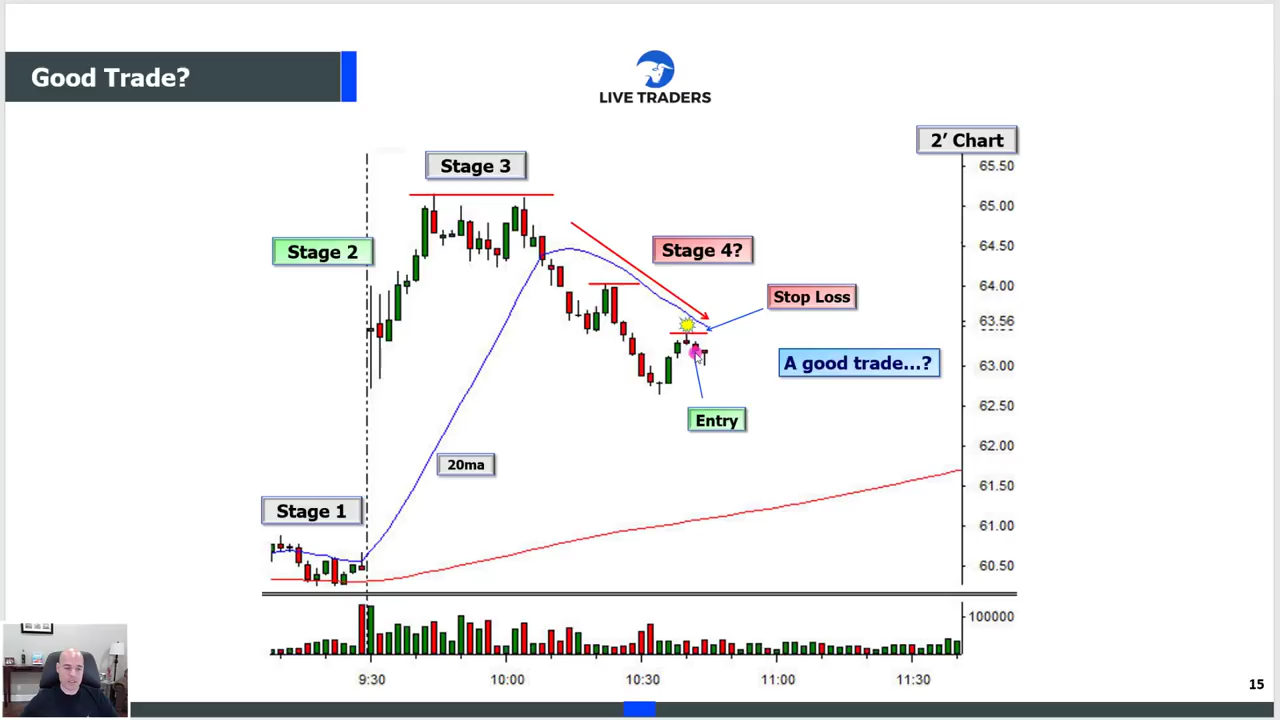 Good Trade?
LIVE TRADERS
2’ Chart
Stage 3
Stage 2
Stage 4?
Stop Loss
A good trade...?
Entry
20ma
Stage 1
65.50
65.00
64.50
64.00
63.56
63.00
62.50
62.00
61.50
61.00
60.50
100000
9:30
10:00
10:30
11:00
11:30
15